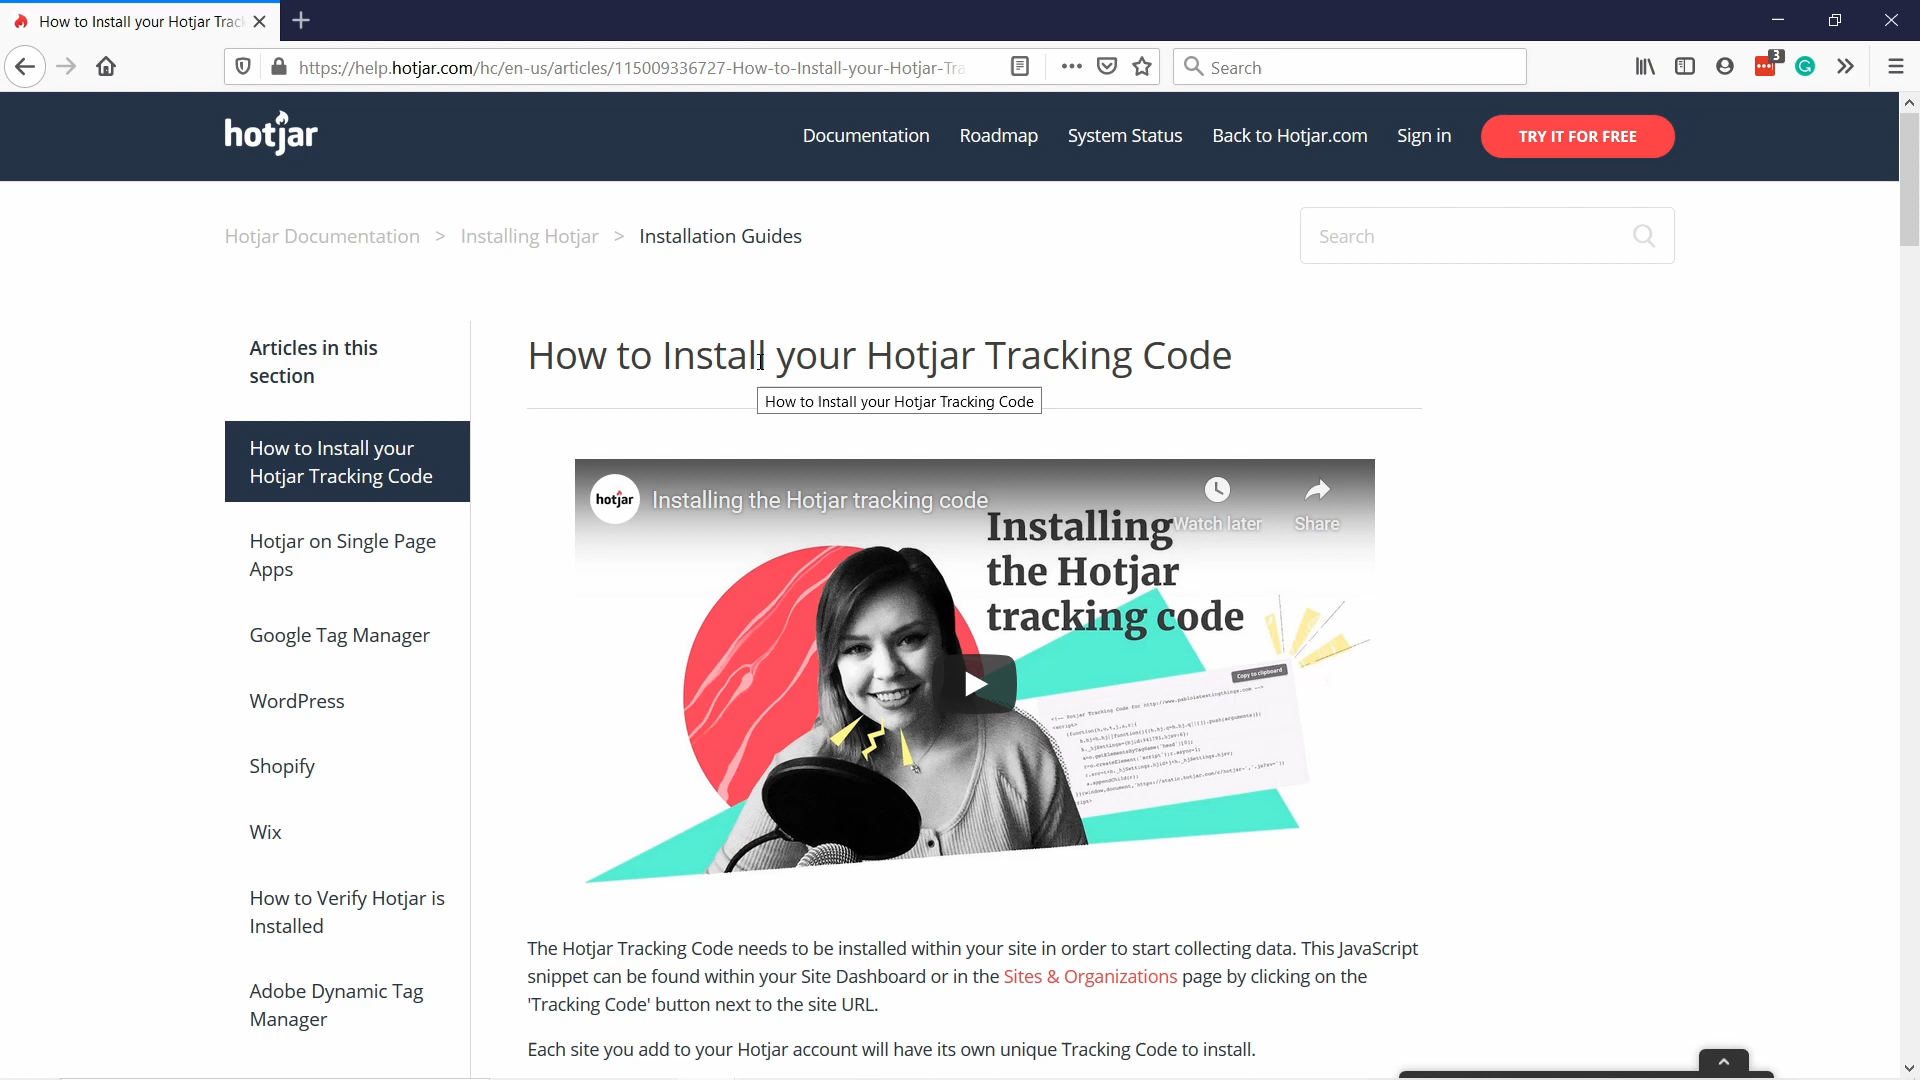 How to Install your Hotjar Trac
https://help.hotjar.com/hc/en-us/articles/115009336727-How-to-Install-your-Hotjar-Tra
Search
3
hotjar
Documentation
Roadmap
System Status
Back to Hotjar.com
Sign in
TRY IT FOR FREE
Hotjar Documentation > Installing Hotjar > Installation Guides
Search
Articles in this
section
How to Install your
Hotjar Tracking Code
Hotjar on Single Page
Apps
Google Tag Manager
WordPress
Shopify
Wix
How to Verify Hotjar is
Installed
Adobe Dynamic Tag
Manager
How to Install your Hotjar Tracking Code
How to Install your Hotjar Tracking Code
hotjar
Installing the Hotjar tracking code
Watch later
Share
Installing
the Hotjar
tracking code
Copy to clipboard
The Hotjar Tracking Code needs to be installed within your site in order to start collecting data. This JavaScript
snippet can be found within your Site Dashboard or in the Sites & Organizations page by clicking on the
'Tracking Code' button next to the site URL.
Each site you add to your Hotjar account will have its own unique Tracking Code to install.